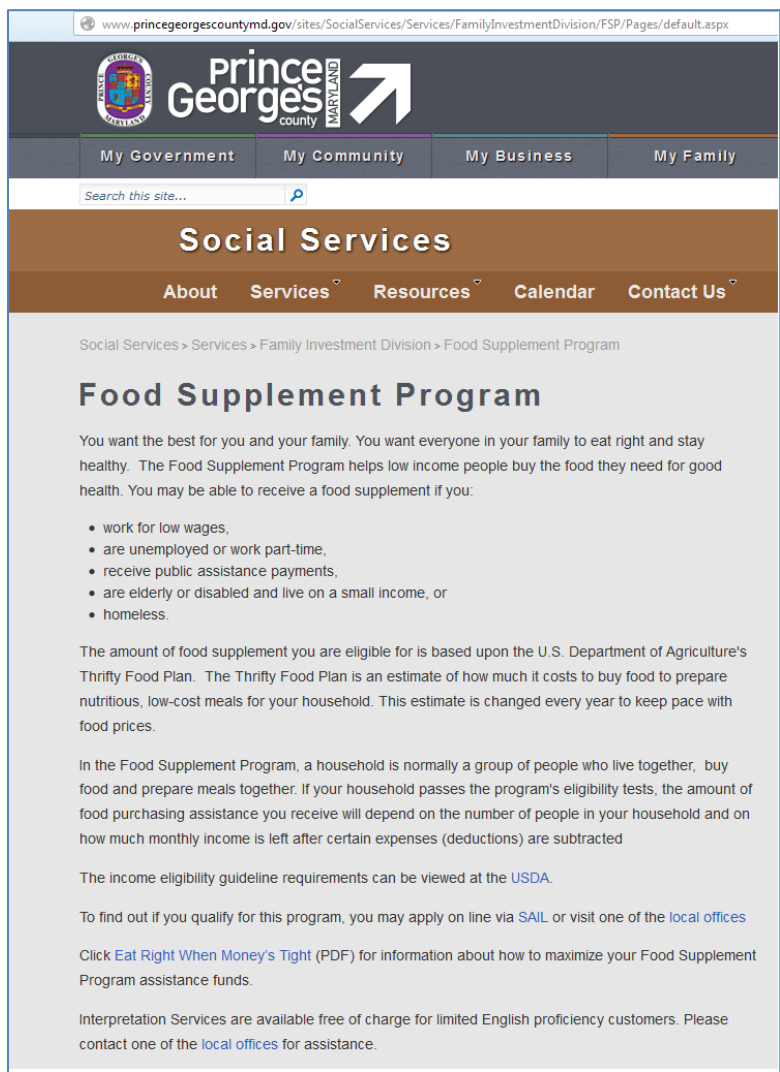 www.princegeorgescountymd.gov/sites/SocialServices/Services/FamilyInvestmentDivision/FSP/Pages/default.aspx
PRINCE GEORGE'S COUNTY MARYLAND
Prince
George's
county
MARYLAND
My Government My Community My Business My Family
Search this site...
Social Services
About Services Resources Calendar Contact Us
Social Services > Services > Family Investment Division > Food Supplement Program
Food Supplement Program
You want the best for you and your family. You want everyone in your family to eat right and stay
healthy. The Food Supplement Program helps low income people buy the food they need for good
health. You may be able to receive a food supplement if you:
• work for low wages,
• are unemployed or work part-time,
• receive public assistance payments,
• are elderly or disabled and live on a small income, or
• homeless.
The amount of food supplement you are eligible for is based upon the U.S. Department of Agriculture's
Thrifty Food Plan. The Thrifty Food Plan is an estimate of how much it costs to buy food to prepare
nutritious, low-cost meals for your household. This estimate is changed every year to keep pace with
food prices.
In the Food Supplement Program, a household is normally a group of people who live together, buy
food and prepare meals together. If your household passes the program's eligibility tests, the amount of
food purchasing assistance you receive will depend on the number of people in your household and on
how much monthly income is left after certain expenses (deductions) are subtracted
The income eligibility guideline requirements can be viewed at the USDA.
To find out if you qualify for this program, you may apply on line via SAIL or visit one of the local offices
Click Eat Right When Money's Tight (PDF) for information about how to maximize your Food Supplement
Program assistance funds.
Interpretation Services are available free of charge for limited English proficiency customers. Please
contact one of the local offices for assistance.